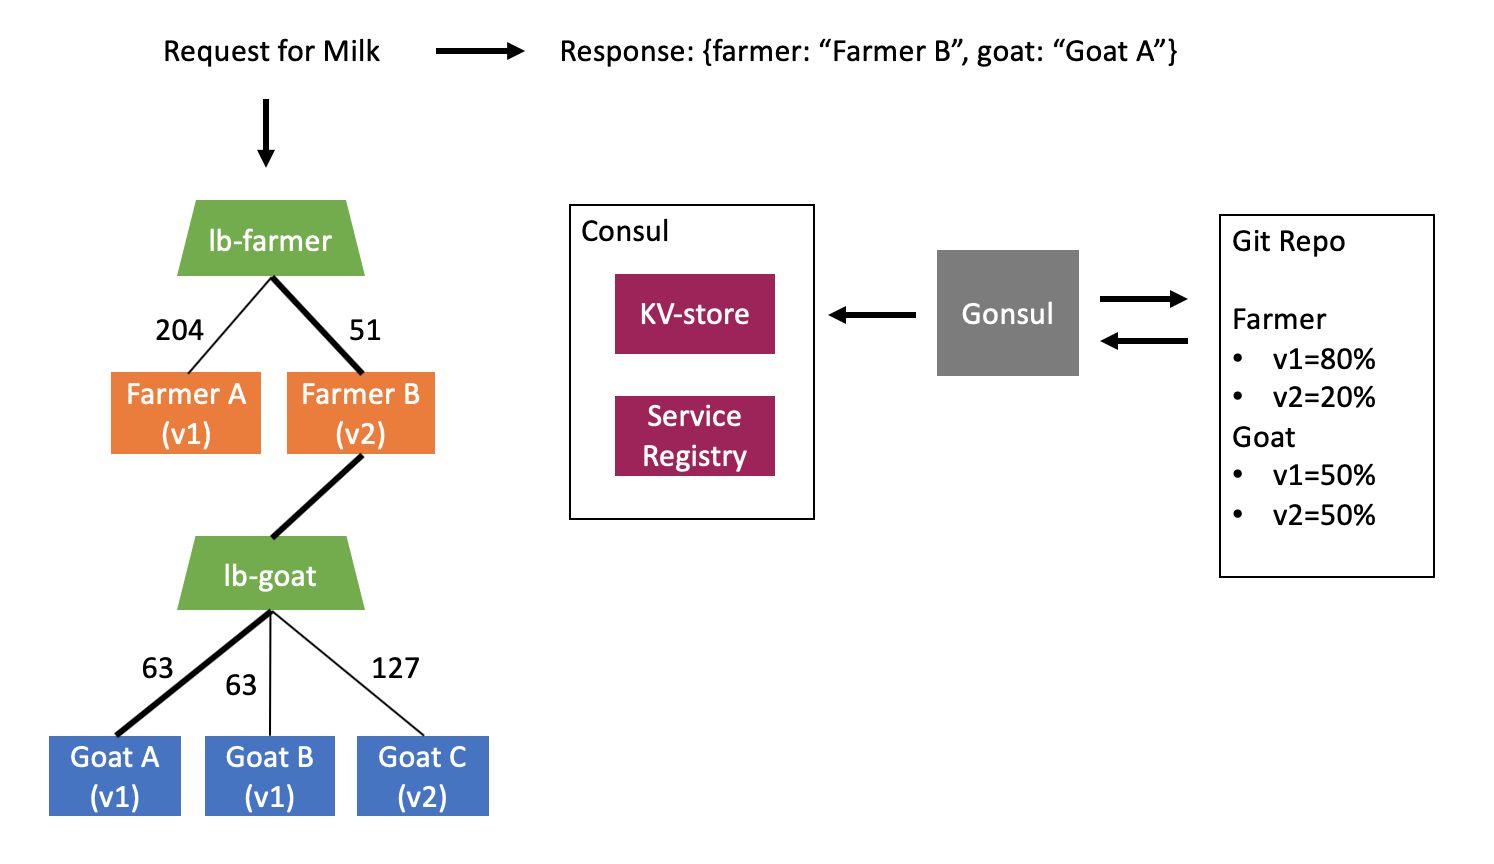 Request for Milk
Response: {farmer: “Farmer B”, goat: “Goat A”}
lb-farmer
204
51
Farmer A
(v1)
Farmer B
(v2)
lb-goat
63
63
127
Goat A
(v1)
Goat B
(v1)
Goat C
(v2)
Consul
KV-store
Service
Registry
Gonsul
Git Repo
Farmer
• v1=80%
• v2=20%
Goat
• v1=50%
• v2=50%